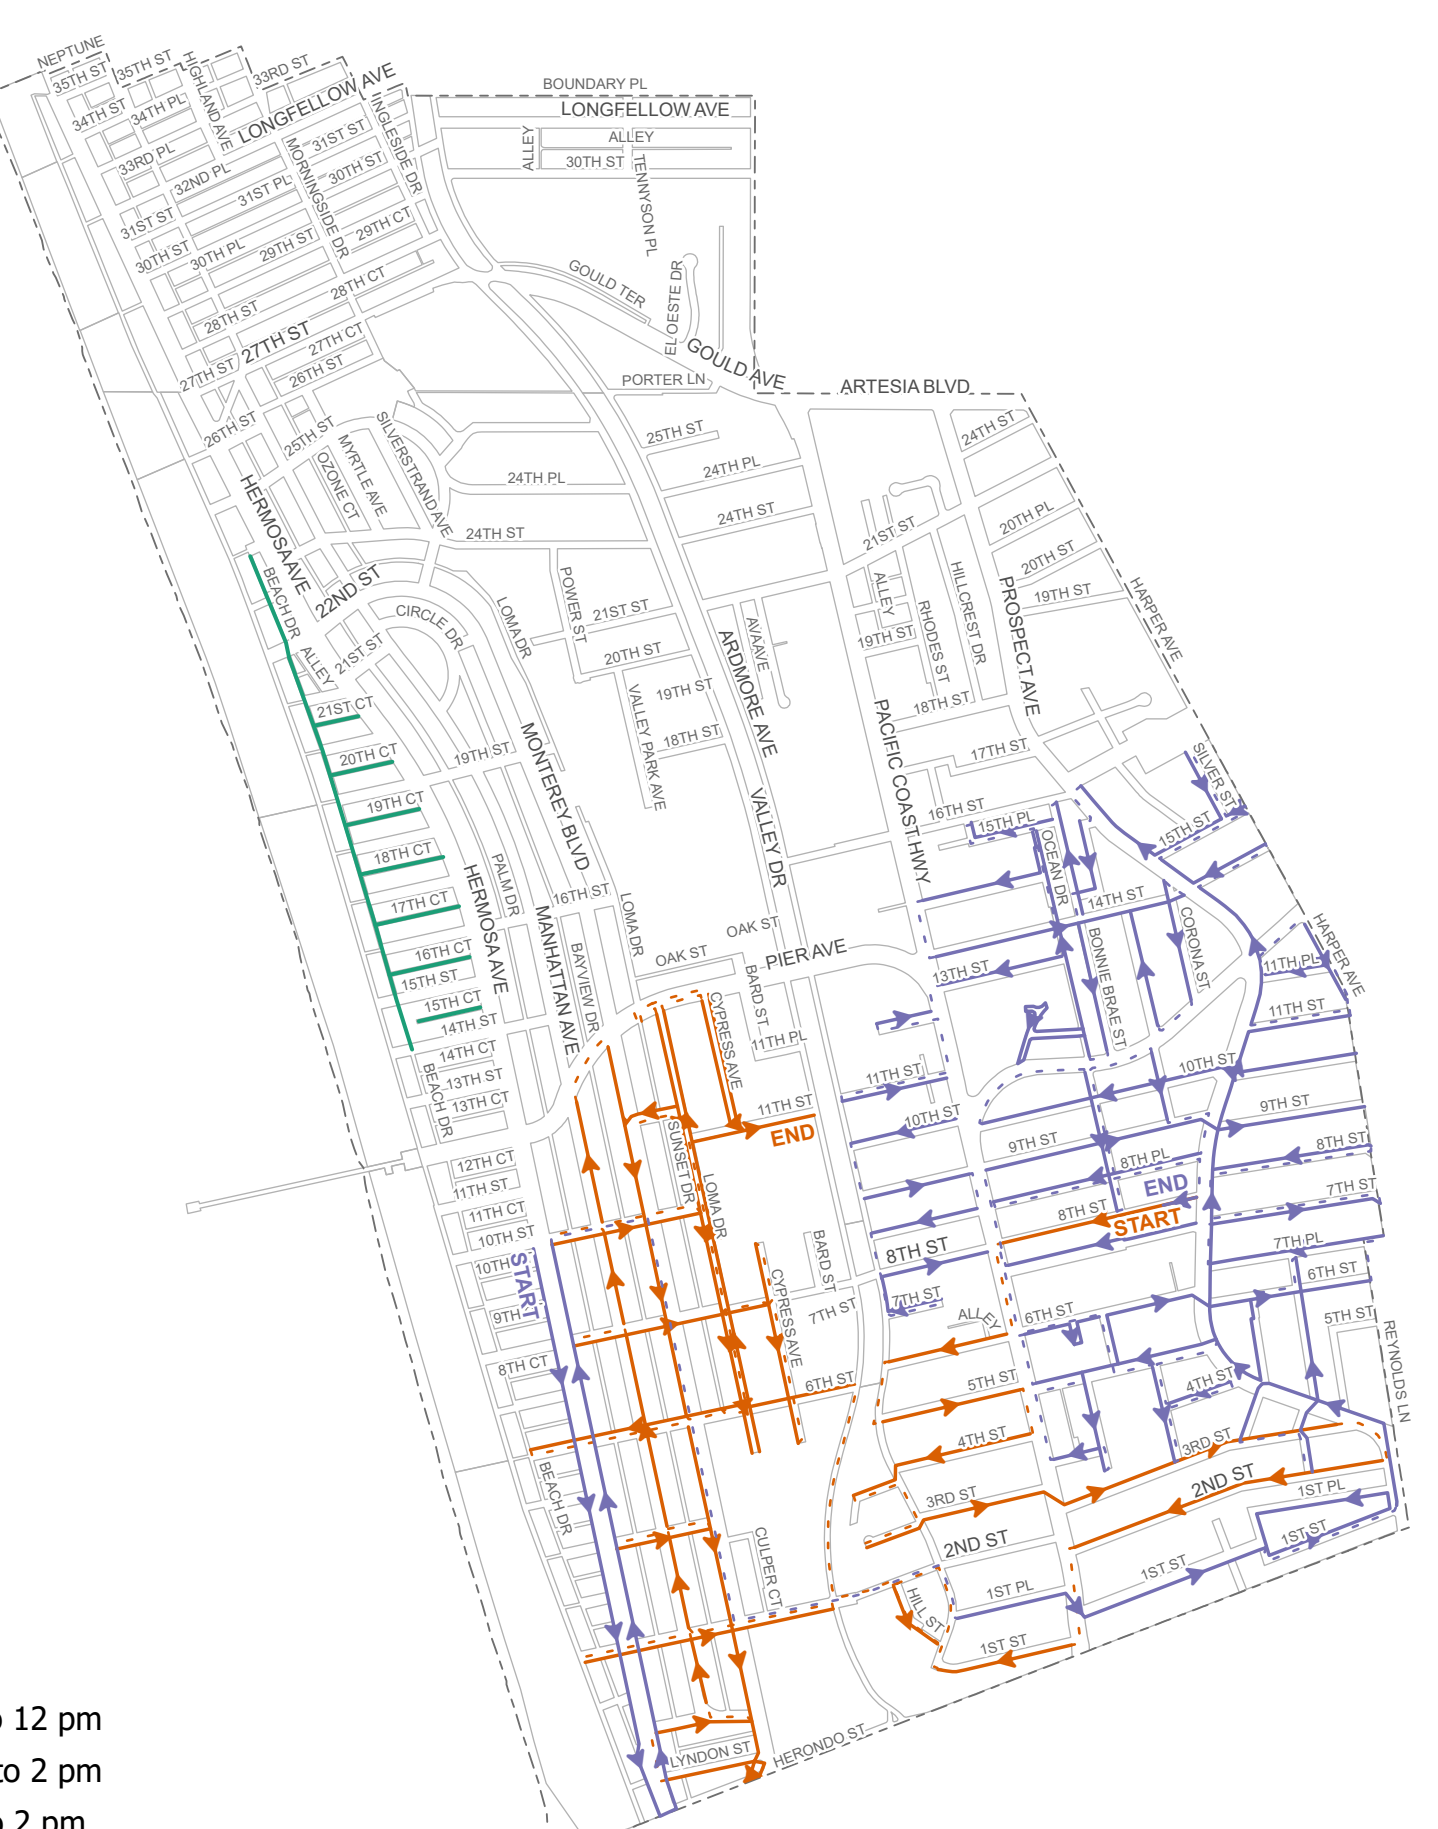 NEPTUNE
35TH ST
35TH ST
HIGHLAND AVE
33RD ST
LONGFELLOW AVE
34TH ST
34TH PL
INGLESIDE DR
BOUNDARY PL
LONGFELLOW AVE
ALLEY
ALLEY
30TH ST
TENNYSON PL
33RD PL
32ND PL
31ST ST
MORNINGSIDE DR
30TH ST
31ST PL
31ST ST
30TH ST
30TH PL
29TH ST
29TH CT
28TH CT
28TH ST
27TH ST
27TH CT
27TH ST
26TH ST
GOULD TER
ELOESTE DR
GOULD AVE
PORTER LN
ARTESIA BLVD
26TH ST
25TH ST
SILVERSTRAND AVE
MYRTLE AVE
OZONE CT
HERMOSA AVE
25TH ST
24TH PL
24TH PL
24TH ST
24TH ST
24TH ST
21ST ST
20TH PL
20TH ST
19TH ST
HARPER AVE
BEACH DR
22ND ST
CIRCLE DR
LOMA DR
POWER ST
21ST ST
20TH ST
19TH ST
18TH ST
VALLEY PARK AVE
ARDMORE AVE
AVA AVE
ALLEY
19TH ST
RHODES ST
HILLCREST DR
PROSPECT AVE
18TH ST
17TH ST
PACIFIC COAST HWY
ALLEY
21ST ST
21ST CT
20TH CT
19TH ST
19TH CT
18TH CT
17TH CT
16TH CT
15TH ST
15TH CT
14TH ST
14TH CT
13TH ST
13TH CT
BEACH DR
12TH CT
11TH ST
11TH CT
10TH ST
10TH
9TH
8TH CT
BEACH DR
MONTEREY BLVD
PALM DR
HERMOSA AVE
MANHATTAN AVE
16TH ST
BAYVIEW DR
LOMA DR
OAK ST
OAK ST
PIER AVE
VALLEY DR
BARD ST
CYPRESS AVE
11TH PL
11TH ST
END
SUNSET DR
LOMA DR
START
BARD ST
CYPRESS AVE
7TH ST
6TH ST
CULPER CT
LYNDON ST
HERONDO ST
16TH ST
15TH PL
OCEAN DR
SILVER ST
15TH ST
14TH ST
BONNIE BRAE ST
CORONA ST
13TH ST
HARPER AVE
11TH PL
11TH ST
11TH ST
10TH ST
10TH ST
9TH ST
9TH ST
8TH ST
8TH PL
END
8TH ST
START
7TH ST
7TH PL
6TH ST
5TH ST
REYNOLDS LN
8TH ST
7TH ST
ALLEY
6TH ST
5TH ST
4TH ST
4TH ST
3RD ST
3RD ST
2ND ST
2ND ST
1ST PL
1ST ST
1ST PL
1ST ST
HILL ST
1ST ST
24TH ST
12 pm
to 2 pm
2 pm